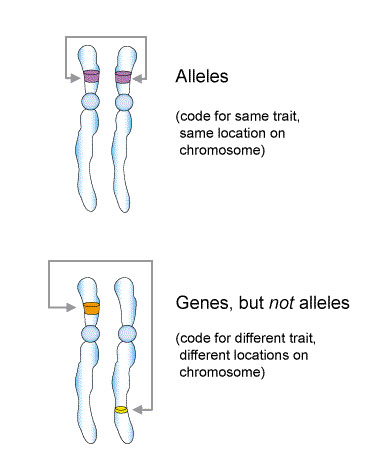 Alleles
(code for same trait,
same location on
chromosome)
Genes, but not alleles
(code for different trait,
different locations on
chromosome)